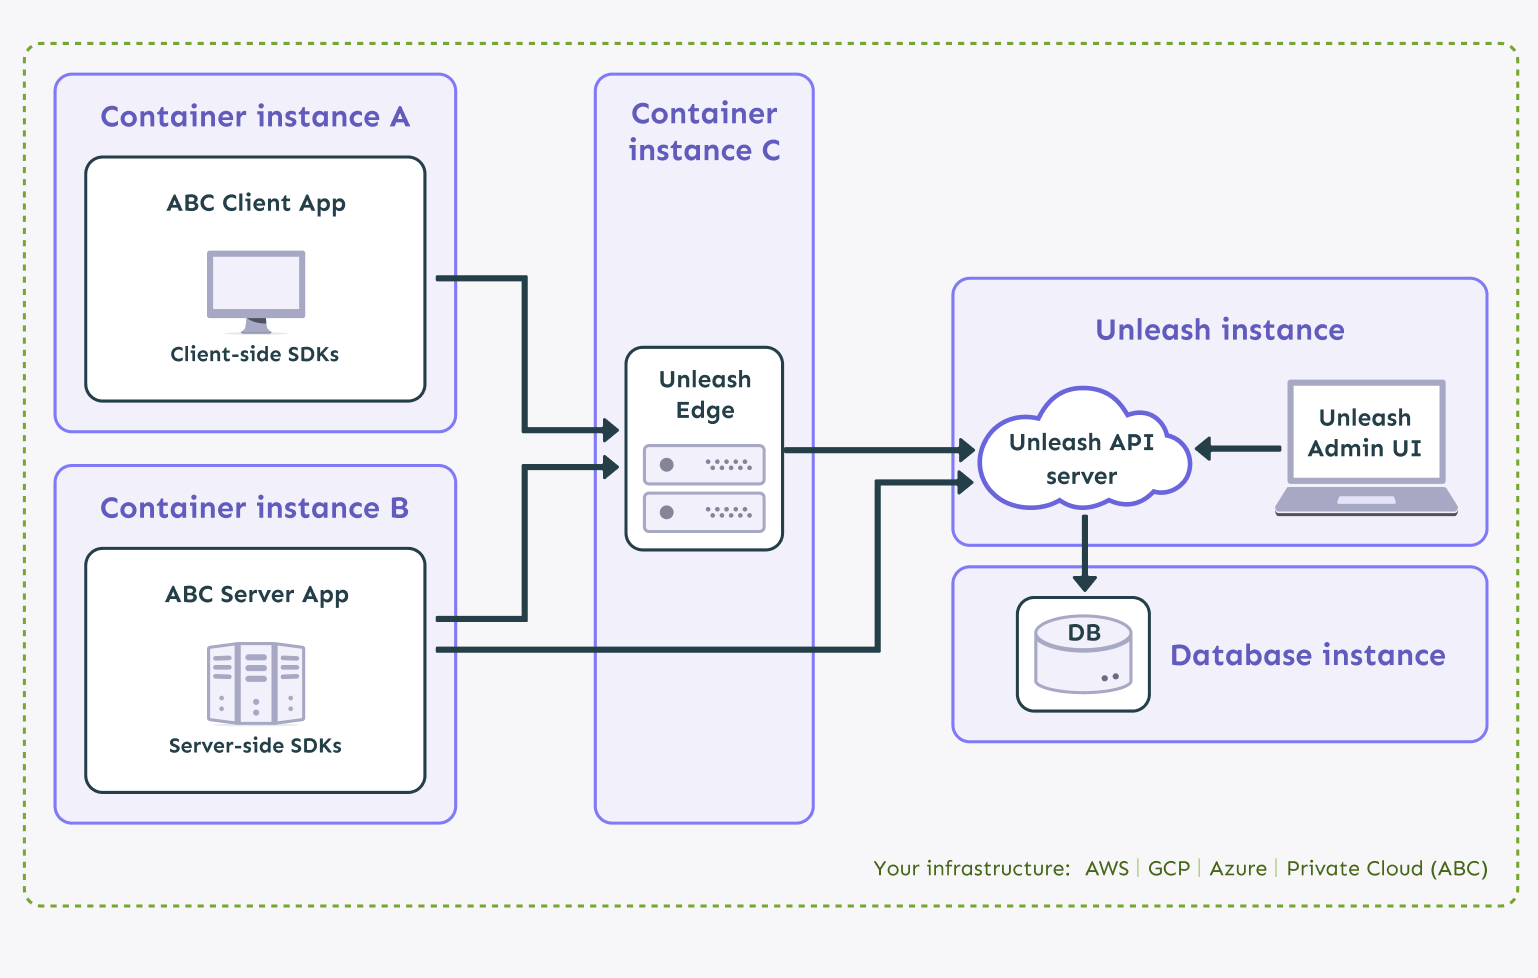 Container instance A
ABC Client App
Client-side SDKs
Container instance B
ABC Server App
Server-side SDKs
Container
instance C
Unleash
Edge
Unleash instance
Unleash API
server
Unleash
Admin UI
DB
Database instance
Your infrastructure: AWS | GCP | Azure | Private Cloud (ABC)